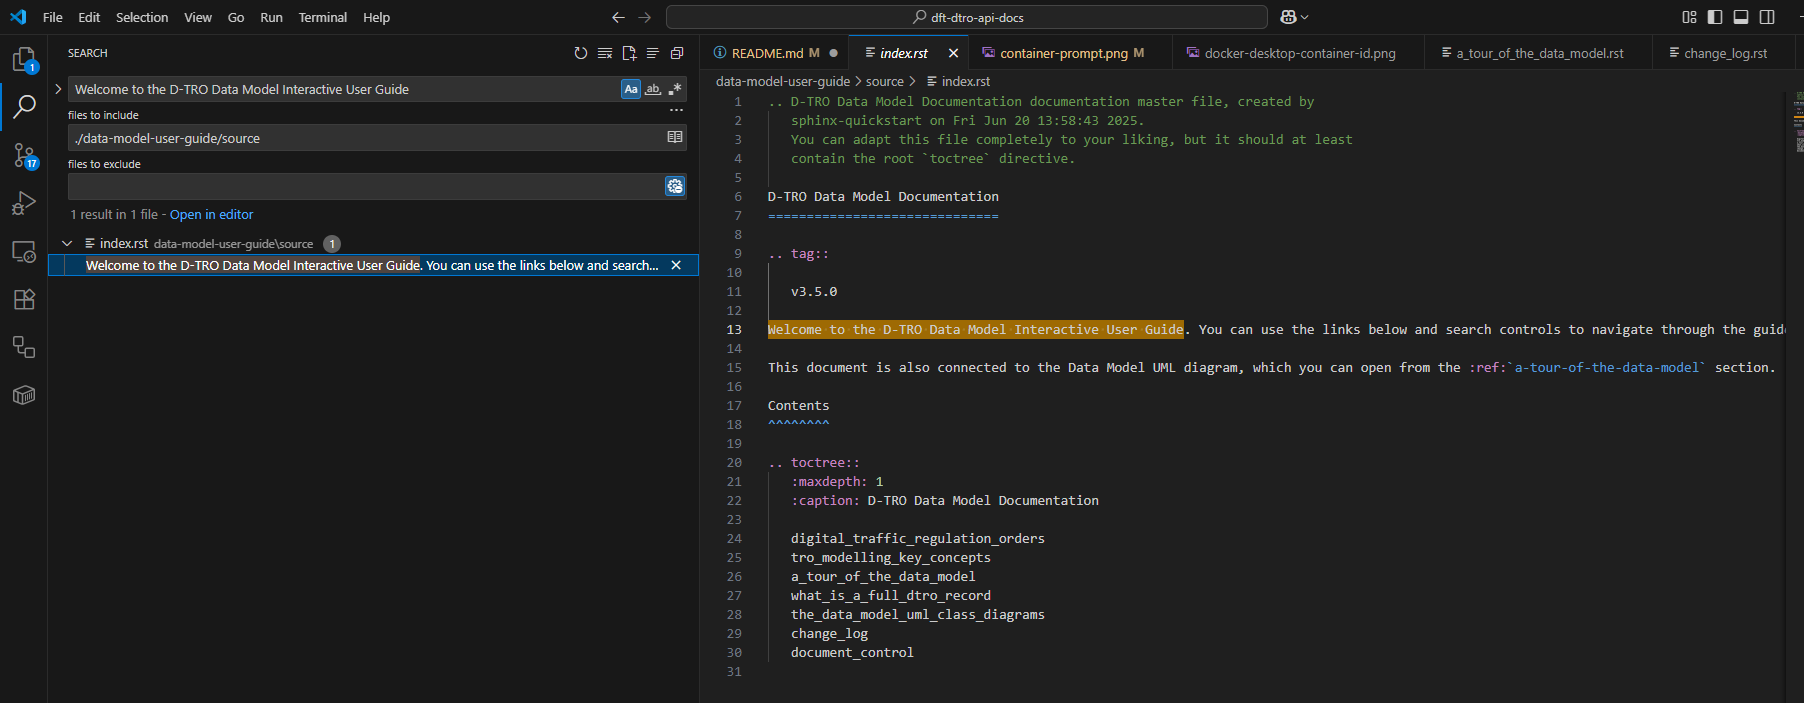 File Edit Selection View Go Run Terminal Help
dft-dtro-api-docs
SEARCH
Welcome to the D-TRO Data Model Interactive User Guide
Aa ab .*
files to include
./data-model-user-guide/source
files to exclude
1 result in 1 file - Open in editor
index.rst data-model-user-guide\source 1
Welcome to the D-TRO Data Model Interactive User Guide. You can use the links below and search...
1
17
README.md M
index.rst
container-prompt.png M
docker-desktop-container-id.png
a_tour_of_the_data_model.rst
change_log.rst
data-model-user-guide > source > index.rst
1 .. D-TRO Data Model Documentation documentation master file, created by
2 sphinx-quickstart on Fri Jun 20 13:58:43 2025.
3 You can adapt this file completely to your liking, but it should at least
4 contain the root `toctree` directive.
5
6 D-TRO Data Model Documentation
7 ==============================
8
9 .. tag::
10
11 v3.5.0
12
13 Welcome to the D-TRO Data Model Interactive User Guide. You can use the links below and search controls to navigate through the guid
14
15 This document is also connected to the Data Model UML diagram, which you can open from the :ref:`a-tour-of-the-data-model` section.
16
17 Contents
18 ^^^^^^^^
19
20 .. toctree::
21 :maxdepth: 1
22 :caption: D-TRO Data Model Documentation
23
24 digital_traffic_regulation_orders
25 tro_modelling_key_concepts
26 a_tour_of_the_data_model
27 what_is_a_full_dtro_record
28 the_data_model_uml_class_diagrams
29 change_log
30 document_control
31